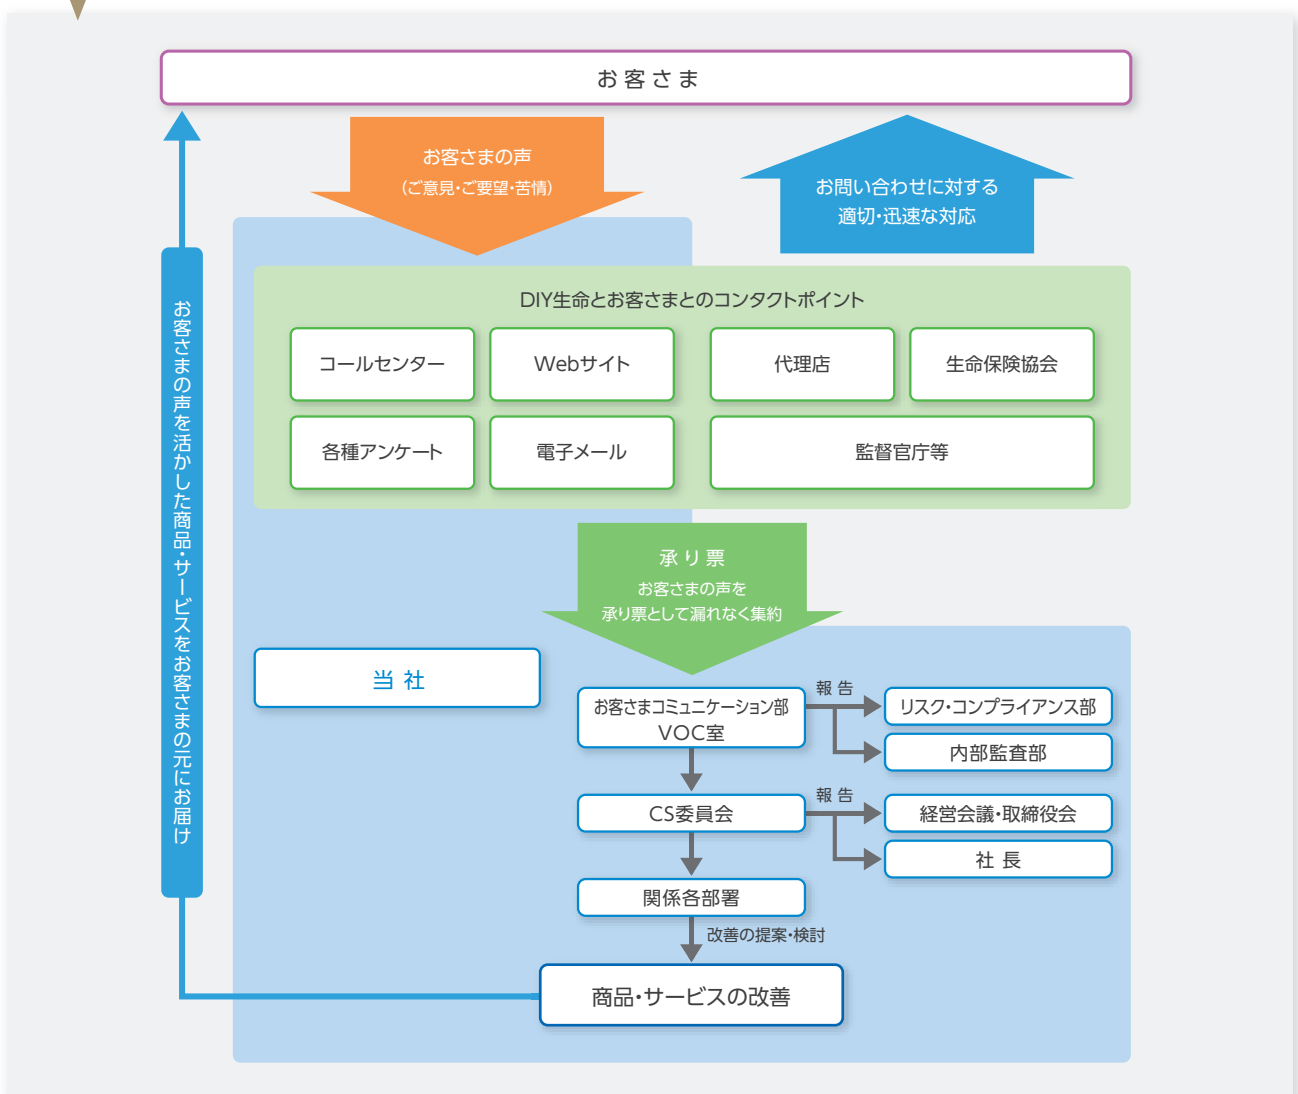 お客さま
お客さまの声
(ご意見・ご要望・苦情)
お問い合わせに対する
適切・迅速な対応
DIY生命とお客さまとのコンタクトポイント
コールセンター
Webサイト
代理店
生命保険協会
各種アンケート
電子メール
監督官庁等
お客さまの声を活かした商品・サービスをお客さまの元にお届け
承り票
お客さまの声を
承り票として漏れなく集約
当社
お客さまコミュニケーション部
VOC室
報告
リスク・コンプライアンス部
内部監査部
CS委員会
報告
経営会議・取締役会
社長
関係各部署
改善の提案・検討
商品・サービスの改善